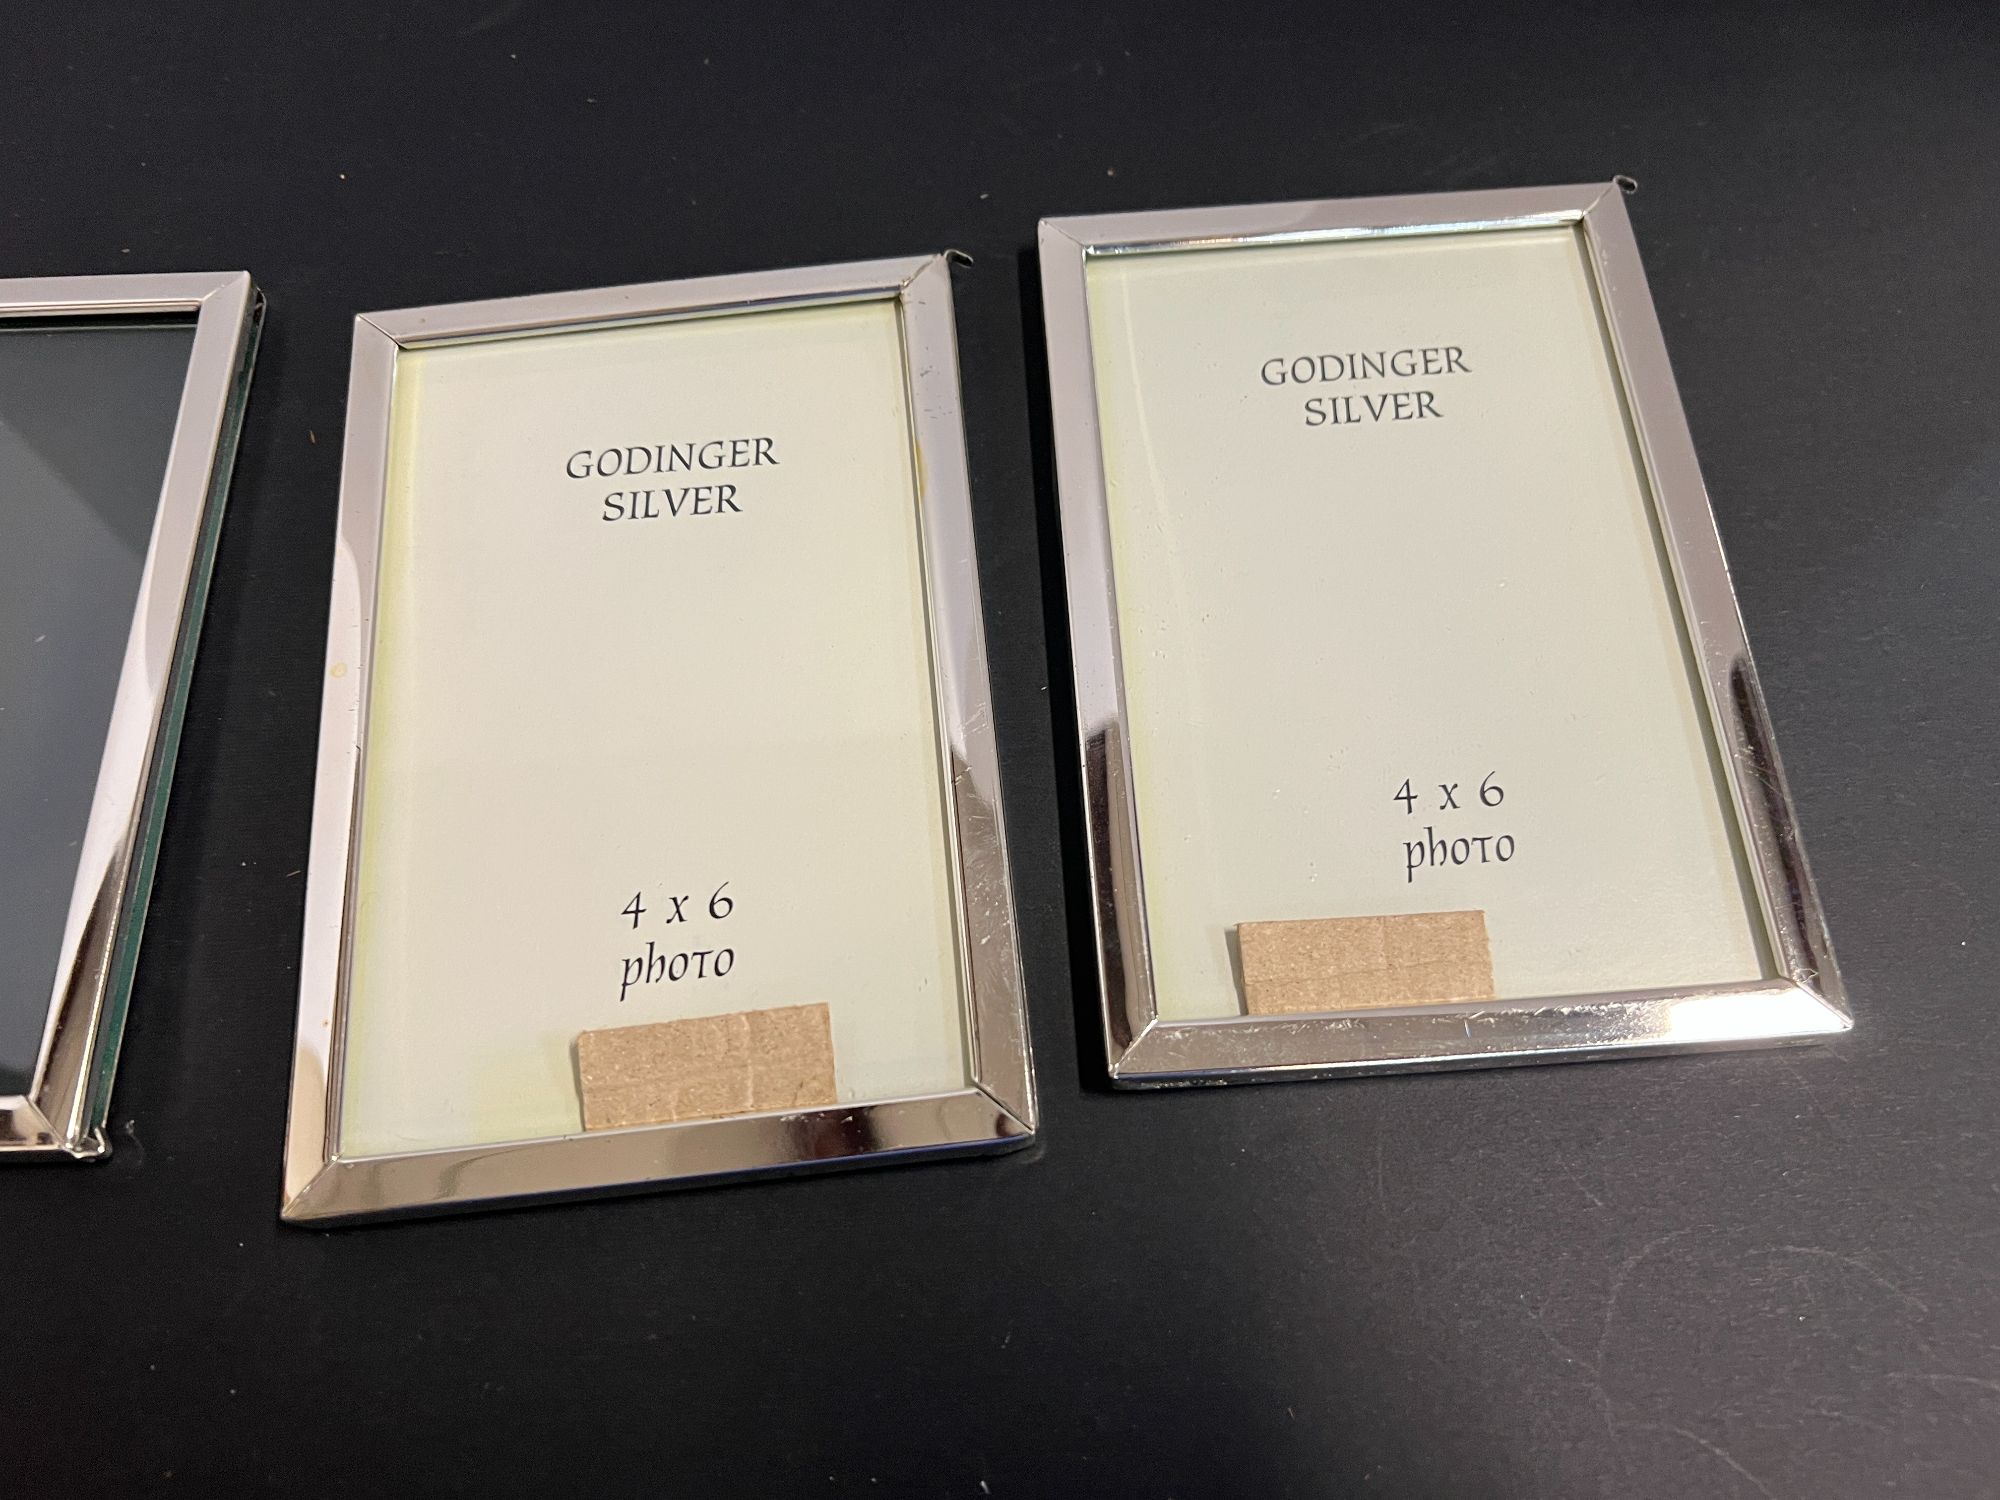 GODINGER
SILVER
4 x 6
photo
GODINGER
SILVER
4 x 6
photo